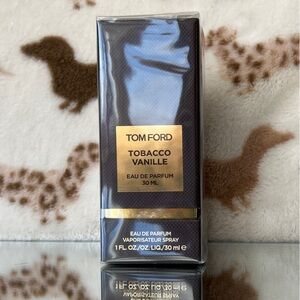 TOM FORD
TOBACCO
VANILLE
EAU DE PARFUM
30 ML
EAU DE PARFUM
VAPORISATEUR SPRAY
1 FL. OZ./OZ. LIQ./30 ml ℮